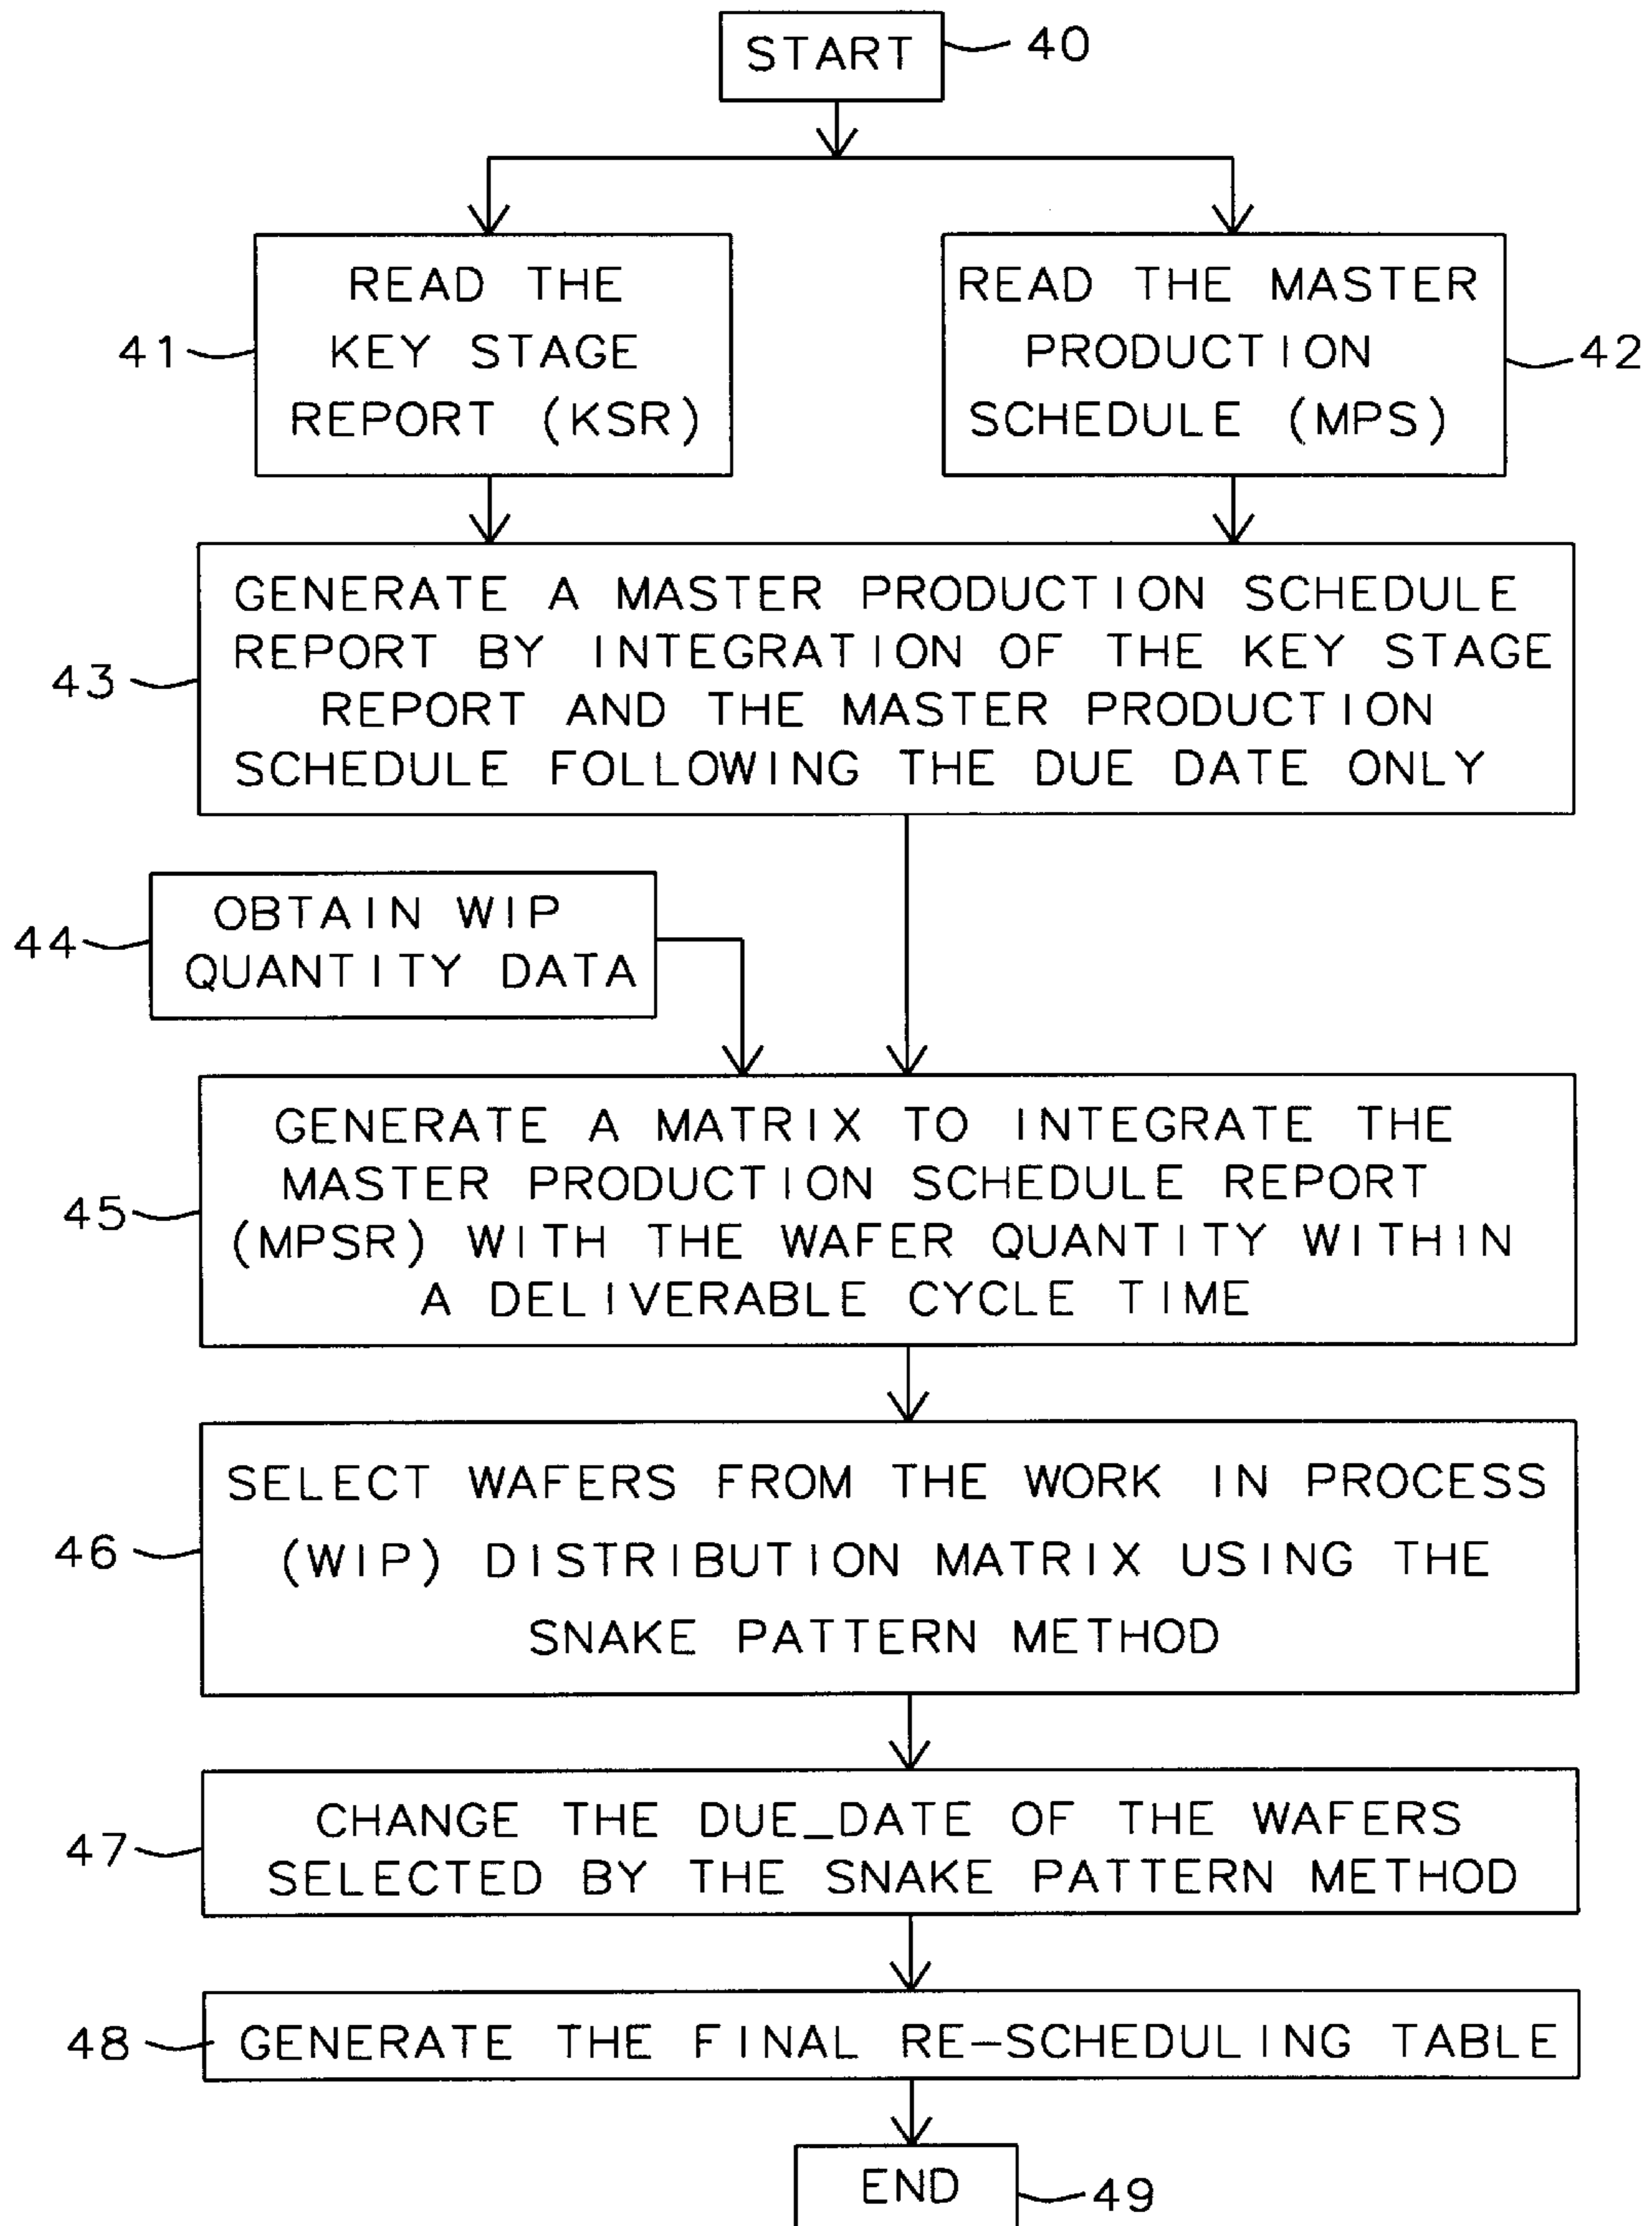 START
40
READ THE
KEY STAGE
REPORT (KSR)
41
READ THE MASTER
PRODUCTION
SCHEDULE (MPS)
42
GENERATE A MASTER PRODUCTION SCHEDULE
REPORT BY INTEGRATION OF THE KEY STAGE
REPORT AND THE MASTER PRODUCTION
SCHEDULE FOLLOWING THE DUE DATE ONLY
43
OBTAIN WIP
QUANTITY DATA
44
GENERATE A MATRIX TO INTEGRATE THE
MASTER PRODUCTION SCHEDULE REPORT
(MPSR) WITH THE WAFER QUANTITY WITHIN
A DELIVERABLE CYCLE TIME
45
SELECT WAFERS FROM THE WORK IN PROCESS
(WIP) DISTRIBUTION MATRIX USING THE
SNAKE PATTERN METHOD
46
CHANGE THE DUE_DATE OF THE WAFERS
SELECTED BY THE SNAKE PATTERN METHOD
47
GENERATE THE FINAL RE-SCHEDULING TABLE
48
END
49